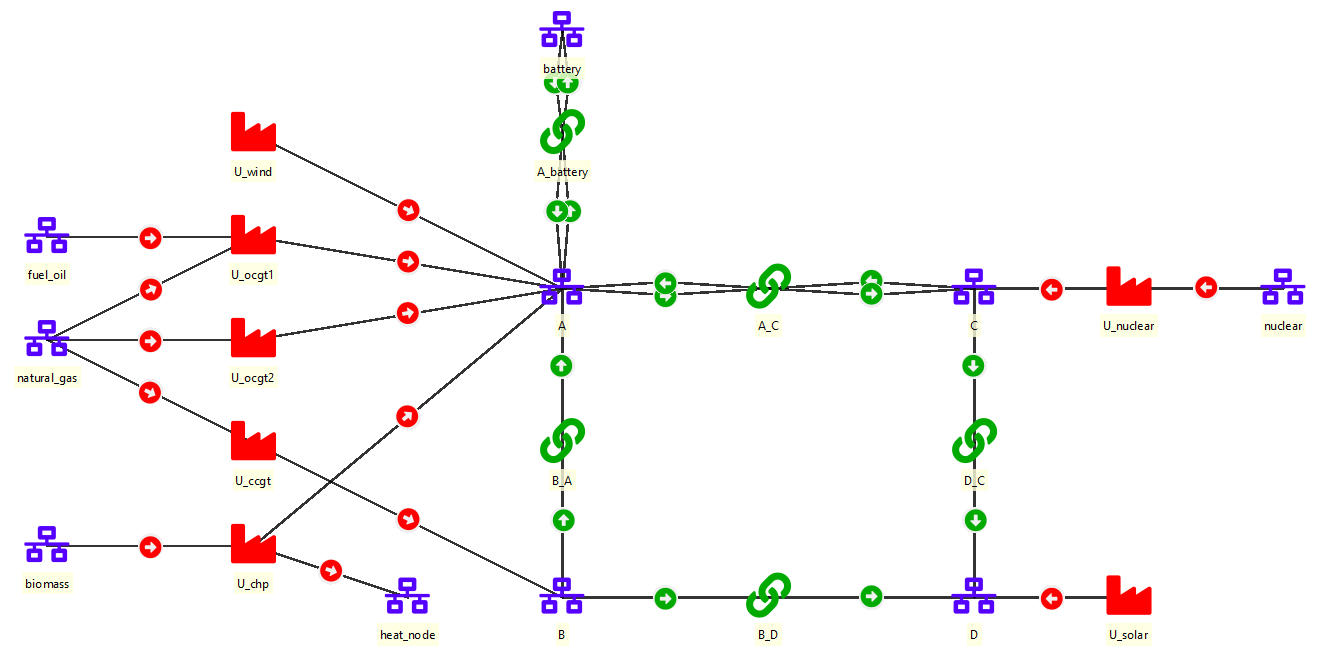 battery
U_wind
A_battery
fuel_oil
U_ocgt1
A
A_C
C
U_nuclear
nuclear
natural_gas
U_ocgt2
U_ccgt
B_A
D_C
biomass
U_chp
heat_node
B
B_D
D
U_solar